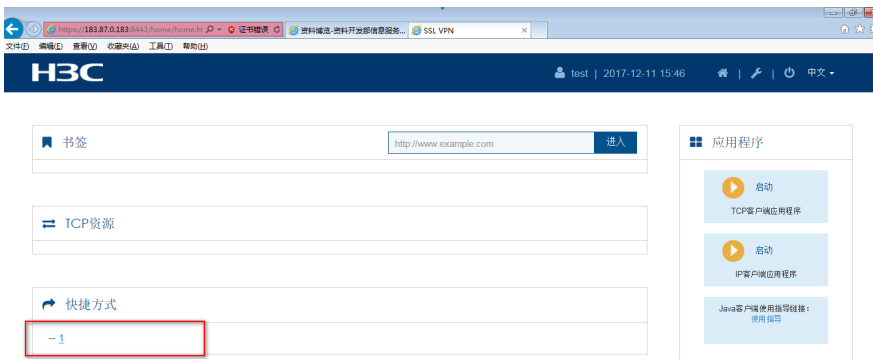 https://183.87.0.183:8443/home/home.ht
证书错误
资料博览-资料开发部信息服务...
SSL VPN
文件(F) 编辑(E) 查看(V) 收藏夹(A) 工具(T) 帮助(H)
H3C
test | 2017-12-11 15:46
中文
书签
http://www.example.com
进入
应用程序
启动
TCP客户端应用程序
TCP资源
启动
IP客户端应用程序
快捷方式
Java客户端使用指导链接：
使用指导
-- 1